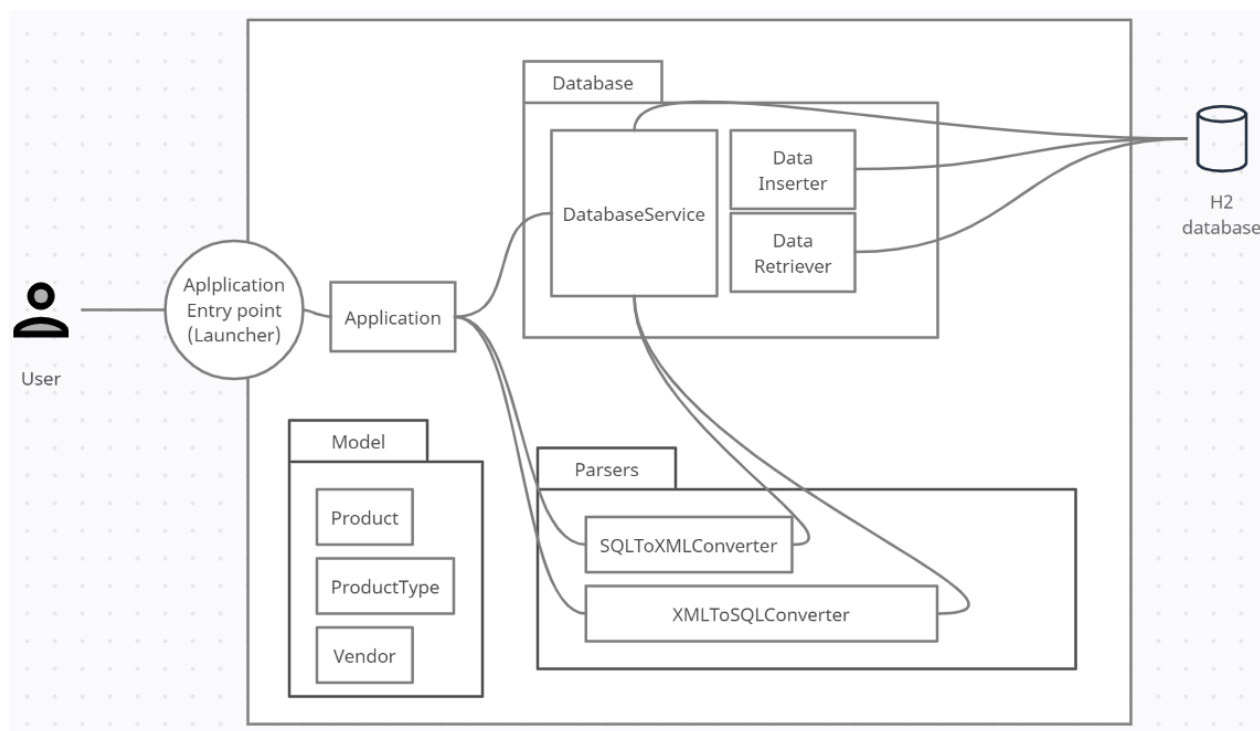 User
Aplplication
Entry point
(Launcher)
Application
Database
DatabaseService
Data
Inserter
Data
Retriever
H2
database
Model
Product
ProductType
Vendor
Parsers
SQLToXMLConverter
XMLToSQLConverter